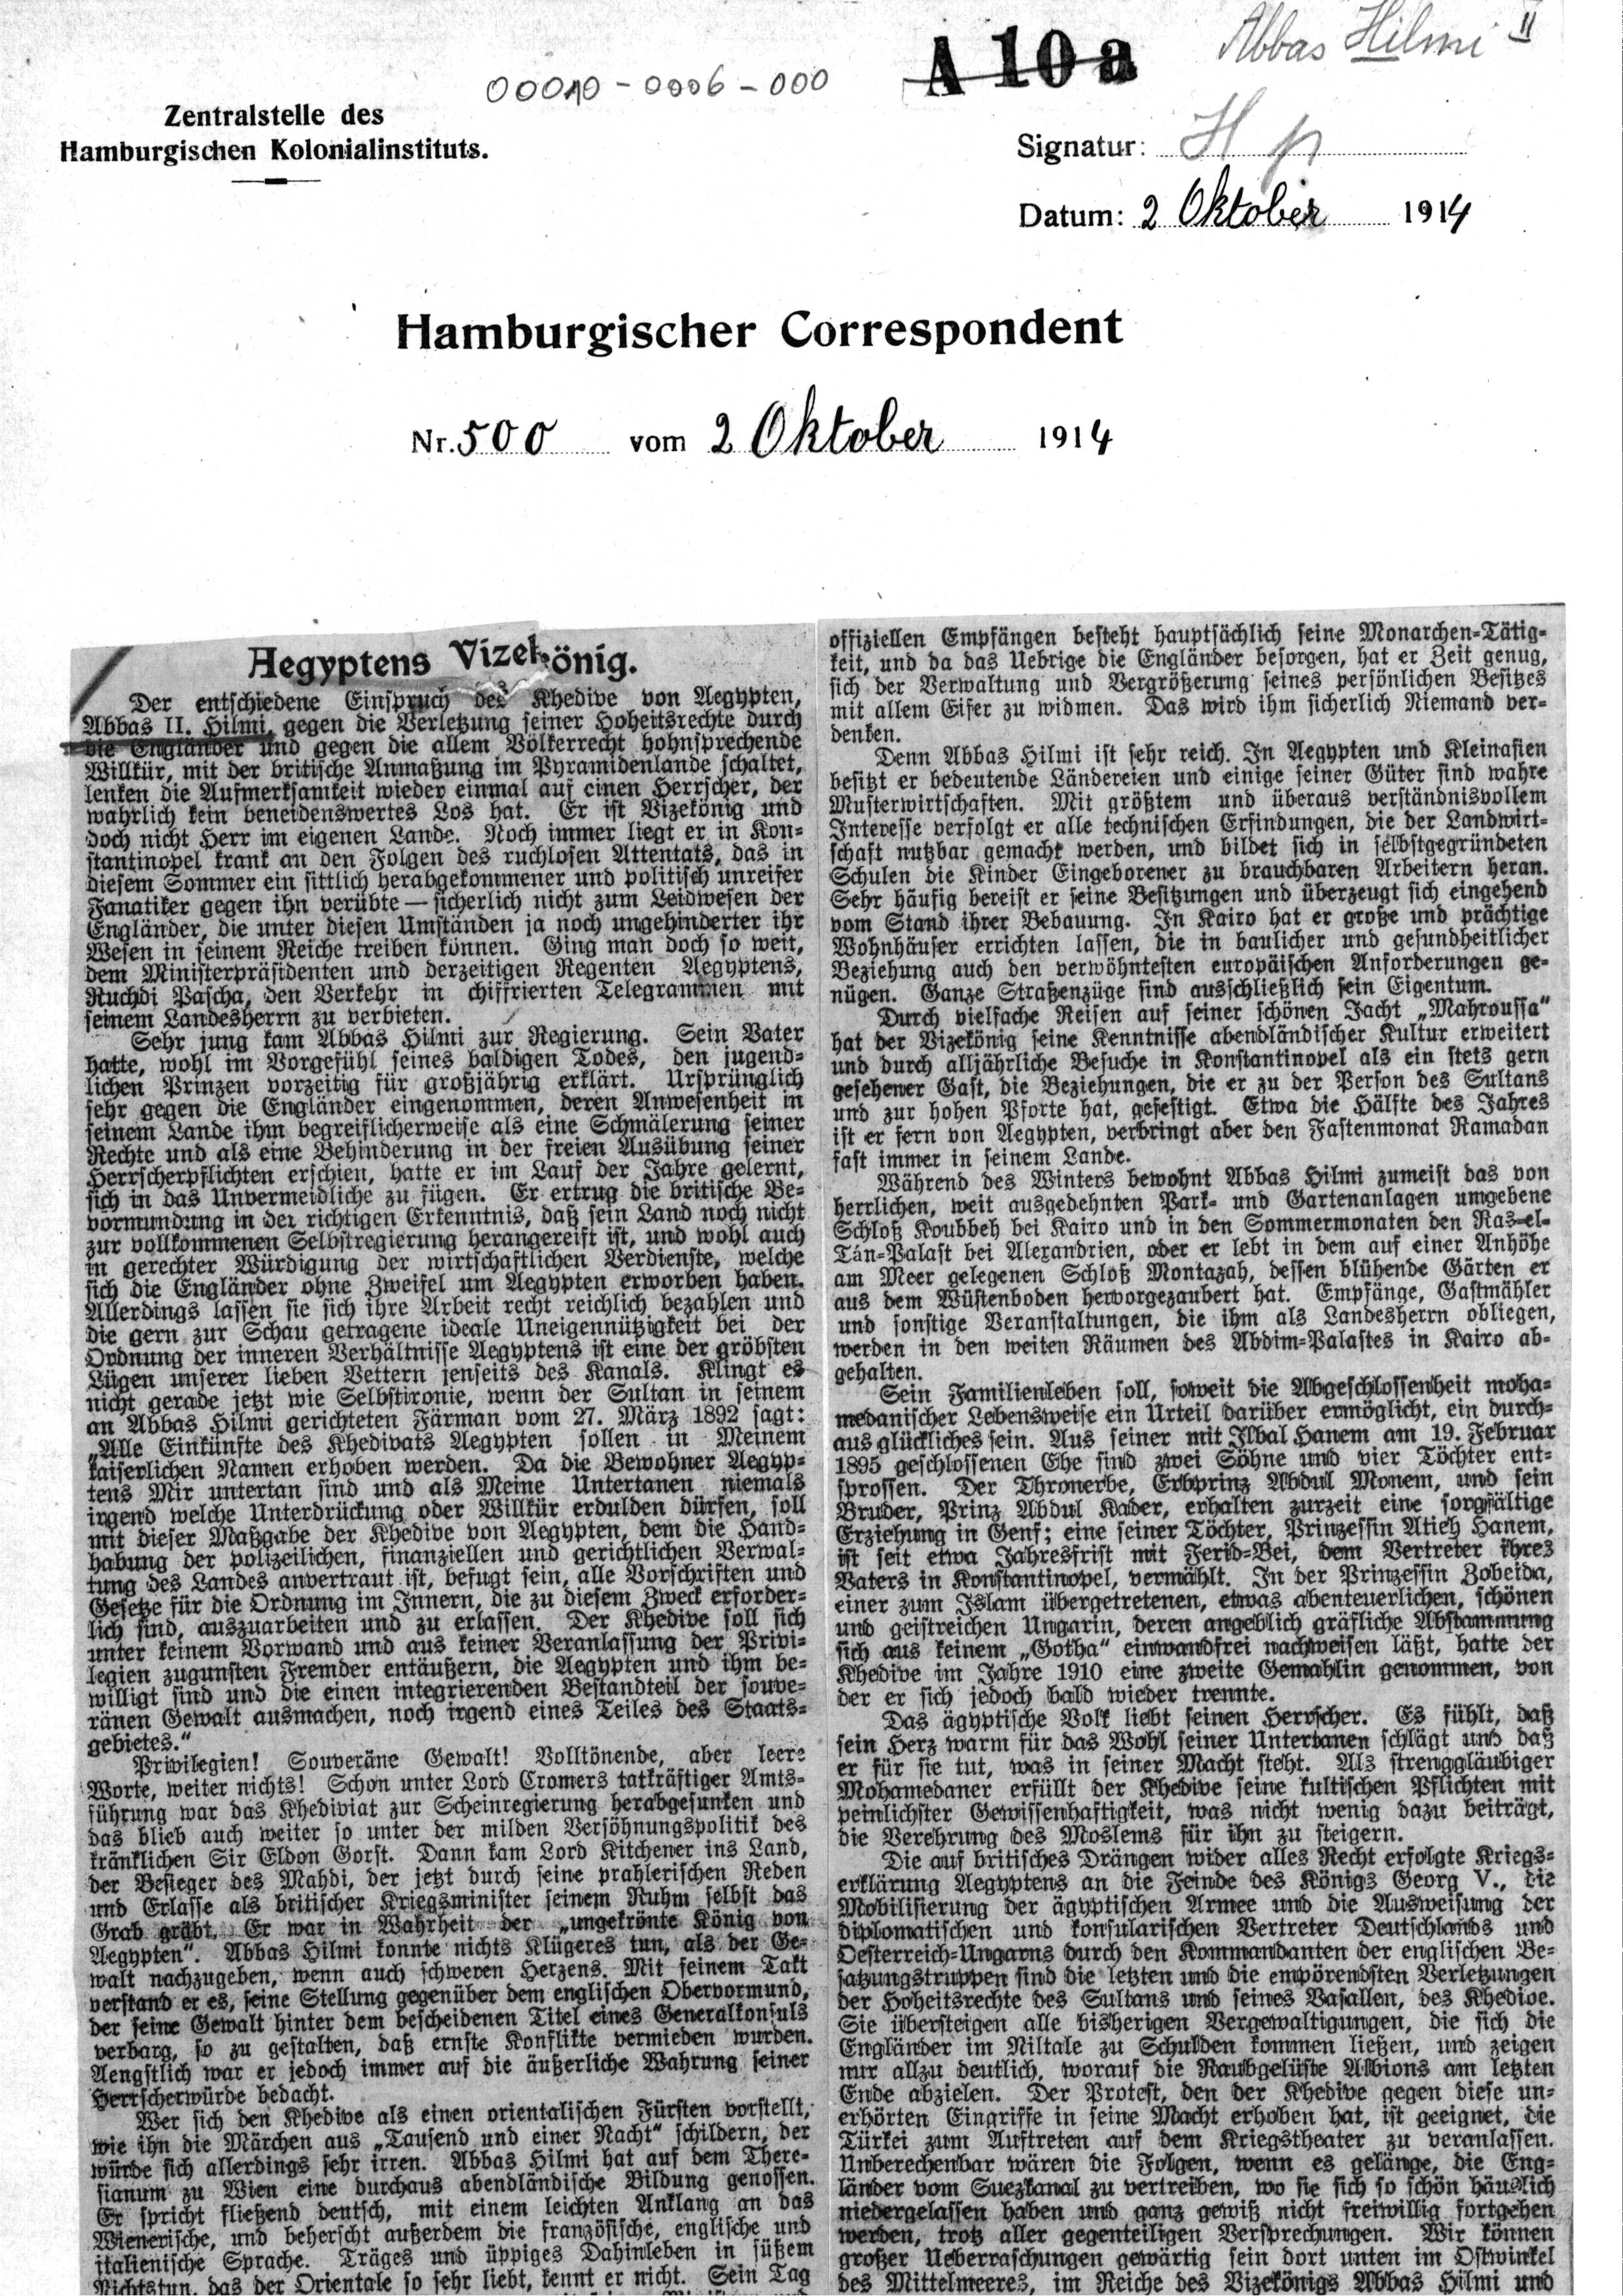 Abbas Hilmi II
A 10 a
00010-0006-000
Zentralstelle des
Hamburgischen Kolonialinstituts.
Signatur: H p
Datum: 2 Oktober 1914
Hamburgischer Correspondent
Nr. 500 vom 2 Oktober 1914
Aegyptens Vizekönig.
Der entschiedene Einspruch des Khedive von Aegypten,
Abbas II. Hilmi, gegen die Verletzung seiner Hoheitsrechte durch
die Engländer und gegen die allem Völkerrecht hohnsprechende
Willkür, mit der britische Anmaßung im Pyramidenlande schaltet,
lenken die Aufmerksamkeit wieder einmal auf einen Herrscher, der
wahrlich kein beneidenswertes Los hat. Er ist Vizekönig und
doch nicht Herr im eigenen Lande. Noch immer liegt er in Kon-
stantinopel krank an den Folgen des ruchlosen Attentats, das in
diesem Sommer ein sittlich herabgekommener und politisch unreifer
Fanatiker gegen ihn verübte — sicherlich nicht zum Leidwesen der
Engländer, die unter diesen Umständen ja noch ungehinderter ihr
Wesen in seinem Reiche treiben können. Ging man doch so weit,
dem Ministerpräsidenten und derzeitigen Regenten Aegyptens,
Ruchdi Pascha, den Verkehr in chiffrierten Telegrammen mit
seinem Landesherrn zu verbieten.
Sehr jung kam Abbas Hilmi zur Regierung. Sein Vater
hatte, wohl im Vorgefühl seines baldigen Todes, den jugend-
lichen Prinzen vorzeitig für großjährig erklärt. Ursprünglich
sehr gegen die Engländer eingenommen, deren Anwesenheit in
seinem Lande ihm begreiflicherweise als eine Schmälerung seiner
Rechte und als eine Behinderung in der freien Ausübung seiner
Herrscherpflichten erschien, hatte er im Lauf der Jahre gelernt,
sich in das Unvermeidliche zu fügen. Er ertrug die britische Be-
vormundung in der richtigen Erkenntnis, daß sein Land noch nicht
zur vollkommenen Selbstregierung herangereift ist, und wohl auch
in gerechter Würdigung der wirtschaftlichen Verdienste, welche
sich die Engländer ohne Zweifel um Aegypten erworben haben.
Allerdings lassen sie sich ihre Arbeit recht reichlich bezahlen und
die gern zur Schau getragene ideale Uneigennützigkeit bei der
Ordnung der inneren Verhältnisse Aegyptens ist eine der gröbsten
Lügen unserer lieben Vettern jenseits des Kanals. Klingt es
nicht gerade jetzt wie Selbstironie, wenn der Sultan in seinem
an Abbas Hilmi gerichteten Färman vom 27. März 1892 sagt:
„Alle Einkünfte des Khedivats Aegypten sollen in Meinem
kaiserlichen Namen erhoben werden. Da die Bewohner Aegyp-
tens Mir untertan sind und als Meine Untertanen niemals
irgend welche Unterdrückung oder Willkür erdulden dürfen, soll
mit dieser Maßgabe der Khedive von Aegypten, dem die Hand-
habung der polizeilichen, finanziellen und gerichtlichen Verwal-
tung des Landes anvertraut ist, befugt sein, alle Vorschriften und
Gesetze für die Ordnung im Innern, die zu diesem Zweck erforder-
lich sind, auszuarbeiten und zu erlassen. Der Khedive soll sich
unter keinem Vorwand und aus keiner Veranlassung der Privi-
legien zugunsten Fremder entäußern, die Aegypten und ihm be-
willigt sind und die einen integrierenden Bestandteil der souve-
ränen Gewalt ausmachen, noch irgend eines Teiles des Staats-
gebietes.“
Privilegien! Souveräne Gewalt! Volltönende, aber leere
Worte, weiter nichts! Schon unter Lord Cromers tatkräftiger Amts-
führung war das Khediviat zur Scheinregierung herabgesunken und
das blieb auch weiter so unter der milden Versöhnungspolitik des
kränklichen Sir Eldon Gorst. Dann kam Lord Kitchener ins Land,
der Besieger des Mahdi, der jetzt durch seine prahlerischen Reden
und Erlasse als britischer Kriegsminister seinem Ruhm selbst das
Grab gräbt. Er war in Wahrheit der „ungekrönte König von
Aegypten“. Abbas Hilmi konnte nichts Klügeres tun, als der Ge-
walt nachzugeben, wenn auch schweren Herzens. Mit feinem Takt
verstand er es, seine Stellung gegenüber dem englischen Obervormund,
der seine Gewalt hinter dem bescheidenen Titel eines Generalkonsuls
verbarg, so zu gestalten, daß ernste Konflikte vermieden wurden.
Aengstlich war er jedoch immer auf die äußerliche Wahrung seiner
Herrscherwürde bedacht.
Wer sich den Khedive als einen orientalischen Fürsten vorstellt,
wie ihn die Märchen aus „Tausend und einer Nacht“ schildern, der
würde sich allerdings sehr irren. Abbas Hilmi hat auf dem There-
sianum zu Wien eine durchaus abendländische Bildung genossen.
Er spricht fließend deutsch, mit einem leichten Anklang an das
Wienerische, und beherscht außerdem die französische, englische und
italienische Sprache. Träges und üppiges Dahinleben in süßem
Nichtstun, das der Orientale so sehr liebt, kennt er nicht. Sein Tag
offiziellen Empfängen besteht hauptsächlich seine Monarchen-Tätig-
keit, und da das Uebrige die Engländer besorgen, hat er Zeit genug,
sich der Verwaltung und Vergrößerung seines persönlichen Besitzes
mit allem Eifer zu widmen. Das wird ihm sicherlich Niemand ver-
denken.
Denn Abbas Hilmi ist sehr reich. In Aegypten und Kleinasien
besitzt er bedeutende Ländereien und einige seiner Güter sind wahre
Musterwirtschaften. Mit größtem und überaus verständnisvollem
Interesse verfolgt er alle technischen Erfindungen, die der Landwirt-
schaft nutzbar gemacht werden, und bildet sich in selbstgegründeten
Schulen die Kinder Eingeborener zu brauchbaren Arbeitern heran.
Sehr häufig bereist er seine Besitzungen und überzeugt sich eingehend
vom Stand ihrer Bebauung. In Kairo hat er große und prächtige
Wohnhäuser errichten lassen, die in baulicher und gesundheitlicher
Beziehung auch den verwöhntesten europäischen Anforderungen ge-
nügen. Ganze Straßenzüge sind ausschließlich sein Eigentum.
Durch vielfache Reisen auf seiner schönen Jacht „Mahroussa“
hat der Vizekönig seine Kenntnisse abendländischer Kultur erweitert
und durch alljährliche Besuche in Konstantinopel als ein stets gern
gesehener Gast, die Beziehungen, die er zu der Person des Sultans
und zur hohen Pforte hat, gefestigt. Etwa die Hälfte des Jahres
ist er fern von Aegypten, verbringt aber den Fastenmonat Ramadan
fast immer in seinem Lande.
Während des Winters bewohnt Abbas Hilmi zumeist das von
herrlichen, weit ausgedehnten Park- und Gartenanlagen umgebene
Schloß Koubbeh bei Kairo und in den Sommermonaten den Ras-el-
Tán-Palast bei Alexandrien, oder er lebt in dem auf einer Anhöhe
am Meer gelegenen Schloß Montazah, dessen blühende Gärten er
aus dem Wüstenboden hervorgezaubert hat. Empfänge, Gastmähler
und sonstige Veranstaltungen, die ihm als Landesherrn obliegen,
werden in den weiten Räumen des Abdim-Palastes in Kairo ab-
gehalten.
Sein Familienleben soll, soweit die Abgeschlossenheit moha-
medanischer Lebensweise ein Urteil darüber ermöglicht, ein durch-
aus glückliches sein. Aus seiner mit Ilbal Hanem am 19. Februar
1895 geschlossenen Ehe sind zwei Söhne und vier Töchter ent-
sprossen. Der Thronerbe, Erbprinz Abdul Monem, und sein
Bruder, Prinz Abdul Kader, erhalten zurzeit eine sorgfältige
Erziehung in Genf; eine seiner Töchter, Prinzessin Atieh Hanem,
ist seit etwa Jahresfrist mit Ferid-Bei, dem Vertreter ihres
Vaters in Konstantinopel, vermählt. In der Prinzessin Zobeida,
einer zum Islam übergetretenen, etwas abenteuerlichen, schönen
und geistreichen Ungarin, deren angeblich gräfliche Abstammung
sich aus keinem „Gotha“ einwandfrei nachweisen läßt, hatte der
Khedive im Jahre 1910 eine zweite Gemahlin genommen, von
der er sich jedoch bald wieder trennte.
Das ägyptische Volk liebt seinen Herrscher. Es fühlt, daß
sein Herz warm für das Wohl seiner Untertanen schlägt und daß
er für sie tut, was in seiner Macht steht. Als strenggläubiger
Mohamedaner erfüllt der Khedive seine kultischen Pflichten mit
peinlichster Gewissenhaftigkeit, was nicht wenig dazu beiträgt,
die Verehrung des Moslems für ihn zu steigern.
Die auf britisches Drängen wider alles Recht erfolgte Kriegs-
erklärung Aegyptens an die Feinde des Königs Georg V., die
Mobilisierung der ägyptischen Armee und die Ausweisung der
diplomatischen und konsularischen Vertreter Deutschlands und
Oesterreich-Ungarns durch den Kommandanten der englischen Be-
satzungstruppen sind die letzten und die empörendsten Verletzungen
der Hoheitsrechte des Sultans und seines Vasallen, des Khedive.
Sie übersteigen alle bisherigen Vergewaltigungen, die sich die
Engländer im Niltale zu Schulden kommen ließen, und zeigen
nur allzu deutlich, worauf die Raubgelüste Albions am letzten
Ende abzielen. Der Protest, den der Khedive gegen diese un-
erhörten Eingriffe in seine Macht erhoben hat, ist geeignet, die
Türkei zum Auftreten auf dem Kriegstheater zu veranlassen.
Unberechenbar wären die Folgen, wenn es gelänge, die Eng-
länder vom Suezkanal zu vertreiben, wo sie sich so schön häuslich
niedergelassen haben und ganz gewiß nicht freiwillig fortgehen
werden, trotz aller gegenteiligen Versprechungen. Wir können
großer Ueberraschungen gewärtig sein dort unten im Ostwinkel
des Mittelmeeres, im Reiche des Vizekönigs Abbas Hilmi und